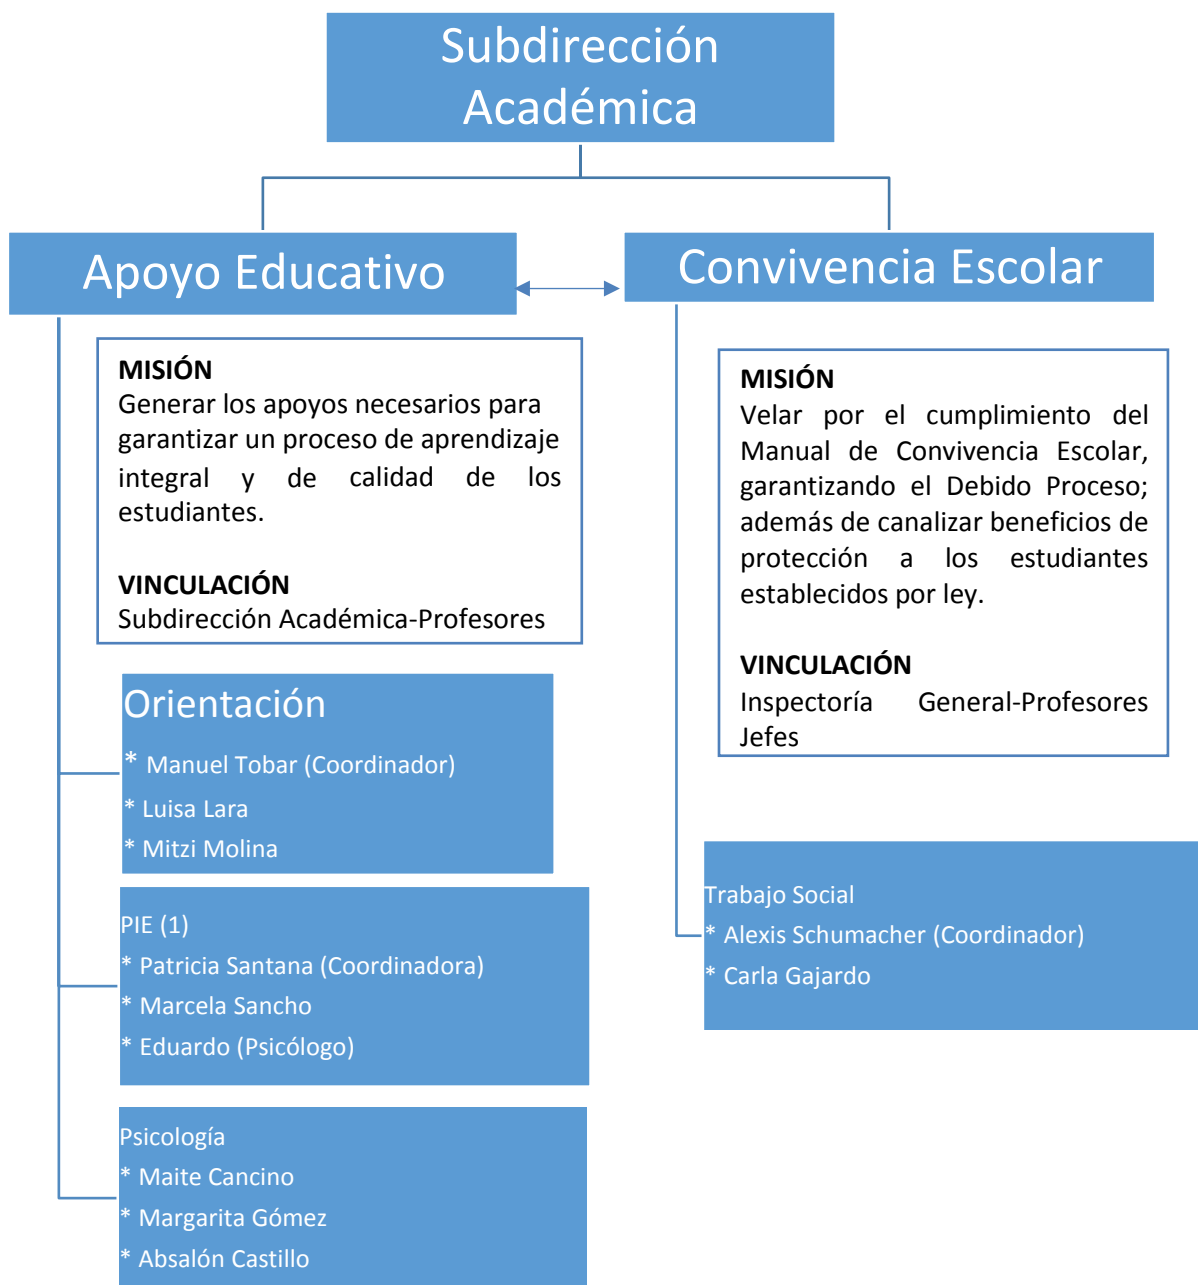 Subdirección
Académica
Apoyo Educativo
MISIÓN
Generar los apoyos necesarios para
garantizar un proceso de aprendizaje
integral y de calidad de los
estudiantes.
VINCULACIÓN
Subdirección Académica-Profesores
Orientación
* Manuel Tobar (Coordinador)
* Luisa Lara
* Mitzi Molina
PIE (1)
* Patricia Santana (Coordinadora)
* Marcela Sancho
* Eduardo (Psicólogo)
Psicología
* Maite Cancino
* Margarita Gómez
* Absalón Castillo
Convivencia Escolar
MISIÓN
Velar por el cumplimiento del
Manual de Convivencia Escolar,
garantizando el Debido Proceso;
además de canalizar beneficios de
protección a los estudiantes
establecidos por ley.
VINCULACIÓN
Inspectoría General-Profesores
Jefes
Trabajo Social
* Alexis Schumacher (Coordinador)
* Carla Gajardo